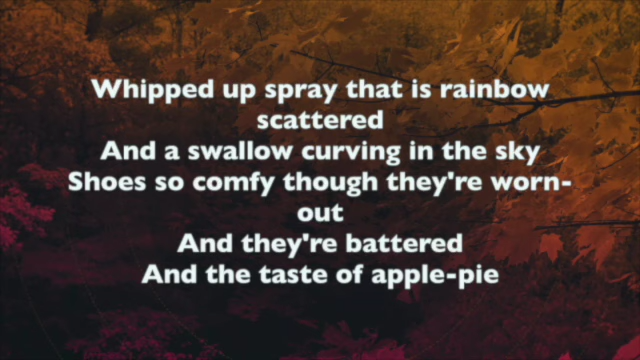 Whipped up spray that is rainbow
scattered
And a swallow curving in the sky
Shoes so comfy though they're worn-
out
And they're battered
And the taste of apple-pie